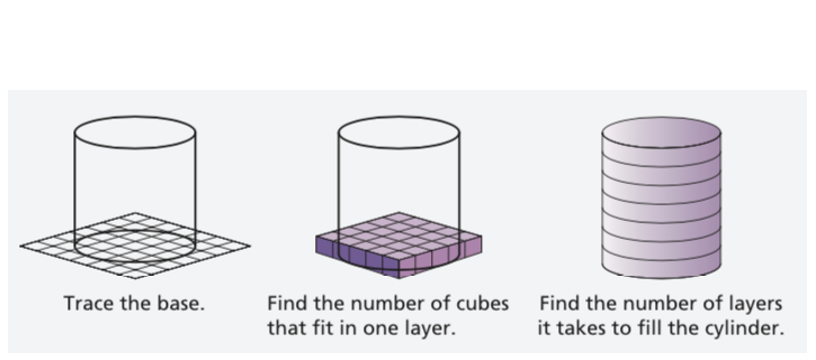 Trace the base.
Find the number of cubes
that fit in one layer.
Find the number of layers
it takes to fill the cylinder.